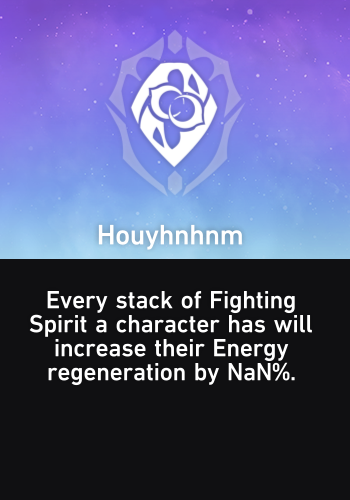 Houyhnhnm
Every stack of Fighting
Spirit a character has will
increase their Energy
regeneration by NaN%.